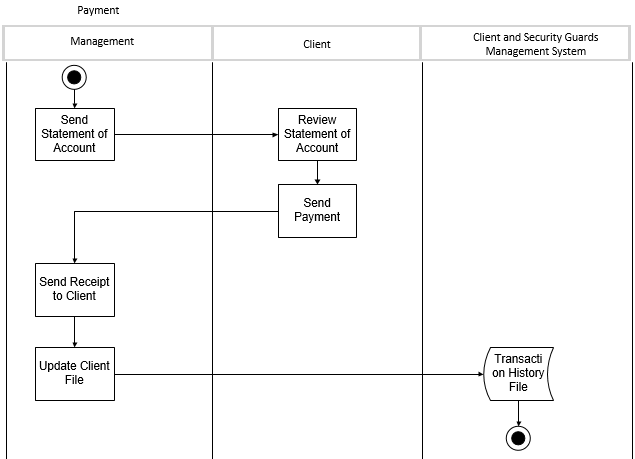 Payment
Management
Client
Client and Security Guards
Management System
Send
Statement of
Account
Review
Statement of
Account
Send
Payment
Send Receipt
to Client
Update Client
File
Transacti
on History
File